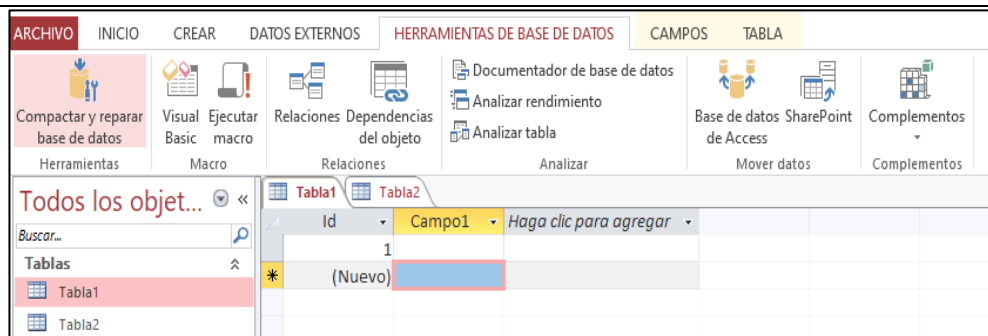 ARCHIVO INICIO CREAR DATOS EXTERNOS HERRAMIENTAS DE BASE DE DATOS CAMPOS TABLA
Compactar y reparar
base de datos
Herramientas
Visual
Basic
Ejecutar
macro
Macro
Relaciones
Dependencias
del objeto
Relaciones
Documentador de base de datos
Analizar rendimiento
Analizar tabla
Analizar
Base de datos
de Access
SharePoint
Mover datos
Complementos
Complementos
Todos los objet... «
Buscar...
Tablas
Tabla1
Tabla2
Tabla1 Tabla2
Id Campo1 Haga clic para agregar
1
* (Nuevo)